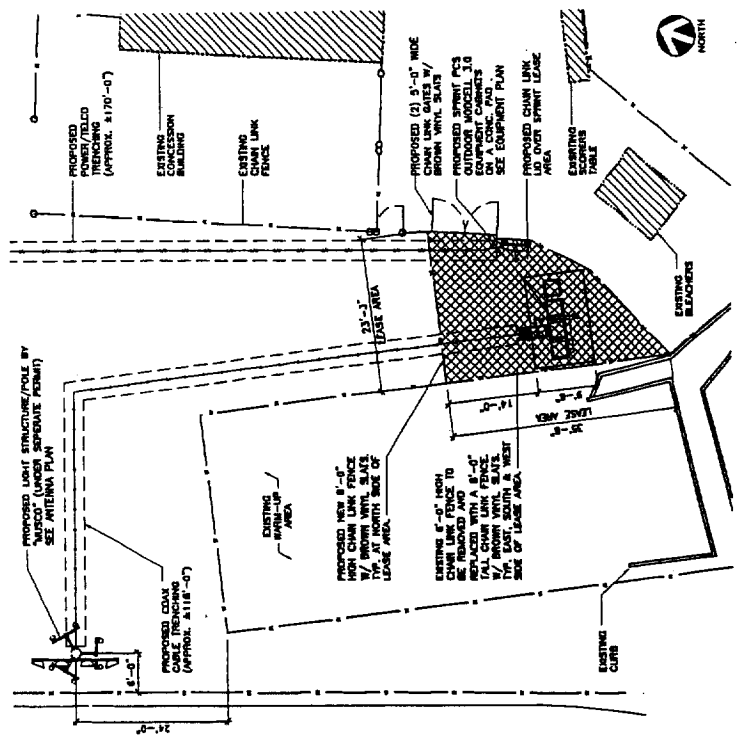 PROPOSED
POWER/TELCO
TRENCHING
(APPROX. ±170'-0")
EXISTING
CONCESSION
BUILDING
EXISTING
CHAIN LINK
FENCE
PROPOSED (2) 5'-0" WIDE
CHAIN LINK GATES W/
BROWN VINYL SLATS
PROPOSED SPRINT PCS
OUTDOOR MODCELL 3.0
EQUIPMENT CABINETS
ON A CONC. PAD.
SEE EQUIPMENT PLAN
PROPOSED CHAIN LINK
LID OVER SPRINT LEASE
AREA
EXISITNG
SCORERS
TABLE
NORTH
EXISTING
BLEACHERS
23'-3"
LEASE AREA
14'-0"
9'-6"
35'-6"
LEASE AREA
PROPOSED LIGHT STRUCTURE/POLE BY
"MUSCO" (UNDER SEPERATE PERMIT)
SEE ANTENNA PLAN
PROPOSED COAX
CABLE TRENCHING
(APPROX. ±118'-0")
EXISTING
WARM-UP
AREA
PROPOSED NEW 8'-0"
HIGH CHAIN LINK FENCE
W/ BROWN VINYL SLATS
TYP. AT NORTH SIDE OF
LEASE AREA.
EXISTING 6'-0" HIGH
CHAIN LINK FENCE TO
BE REMOVED AND
REPLACED WITH A 8'-0"
TALL CHAIN LINK FENCE.
W/ BROWN VINYL SLATS.
TYP. EAST, SOUTH & WEST
SIDE OF LEASE AREA.
EXISTING
CURB
6'-0"
24'-0"